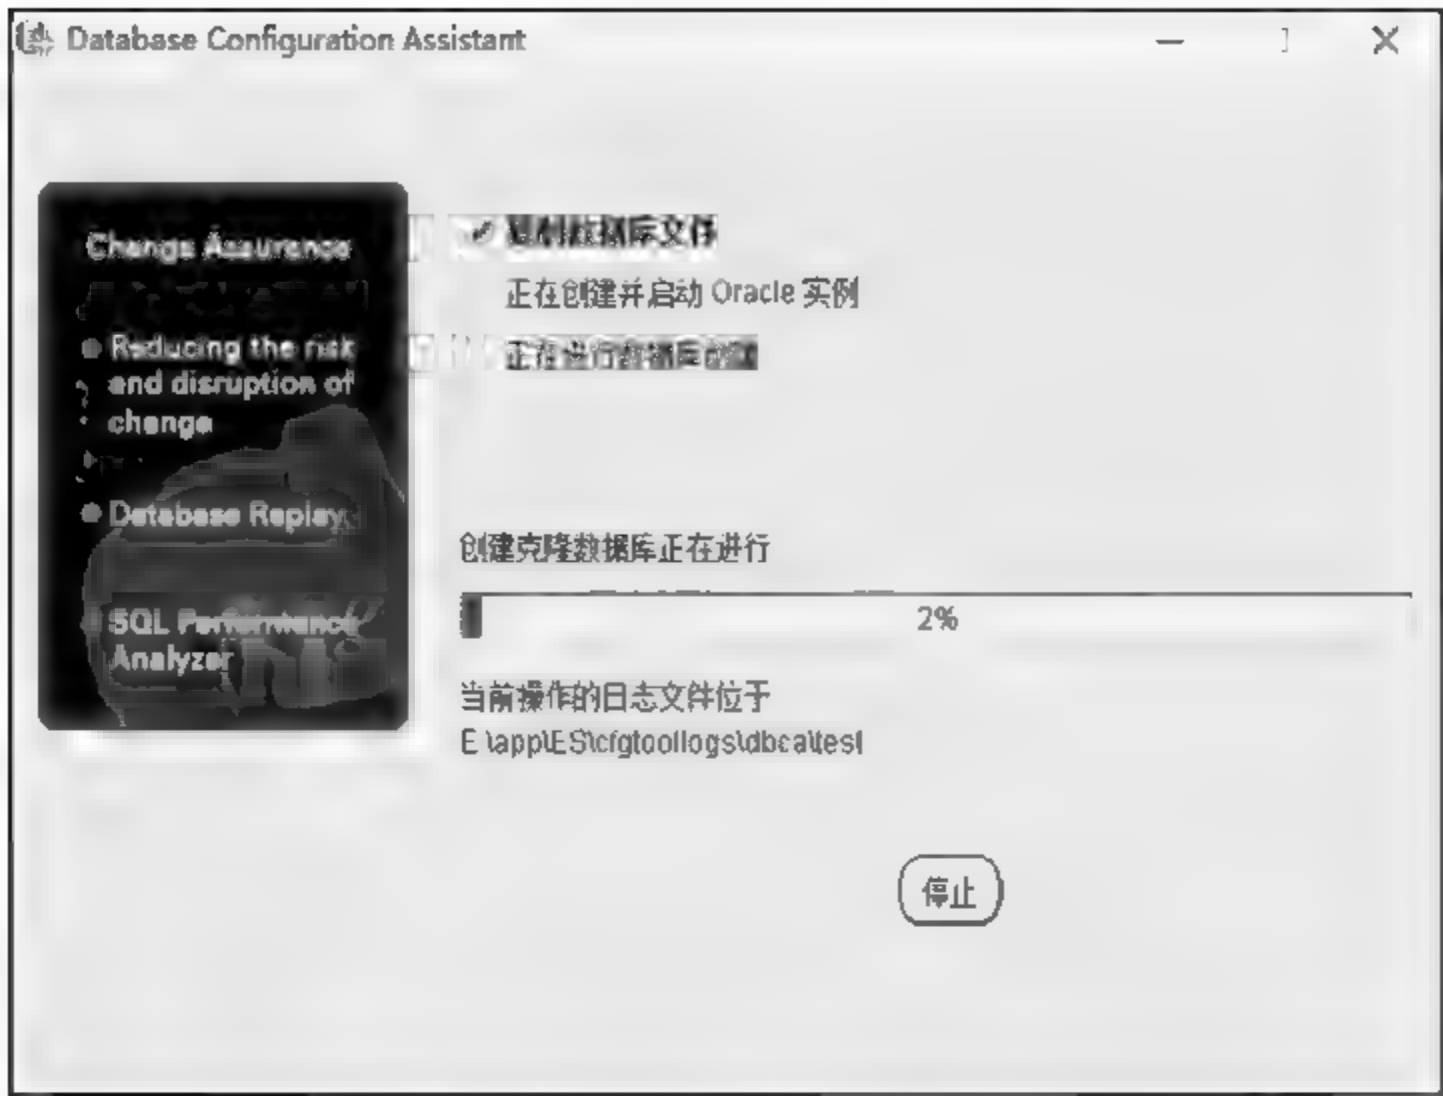 Database Configuration Assistant
Change Assurance
Reducing the risk
and disruption of
change
Database Replay
SQL Performance
Analyzer
复制数据库文件
正在创建并启动 Oracle 实例
正在进行数据库创建
创建克隆数据库正在进行
2%
当前操作的日志文件位于
E:\app\ES\cfgtoollogs\dbca\test
停止